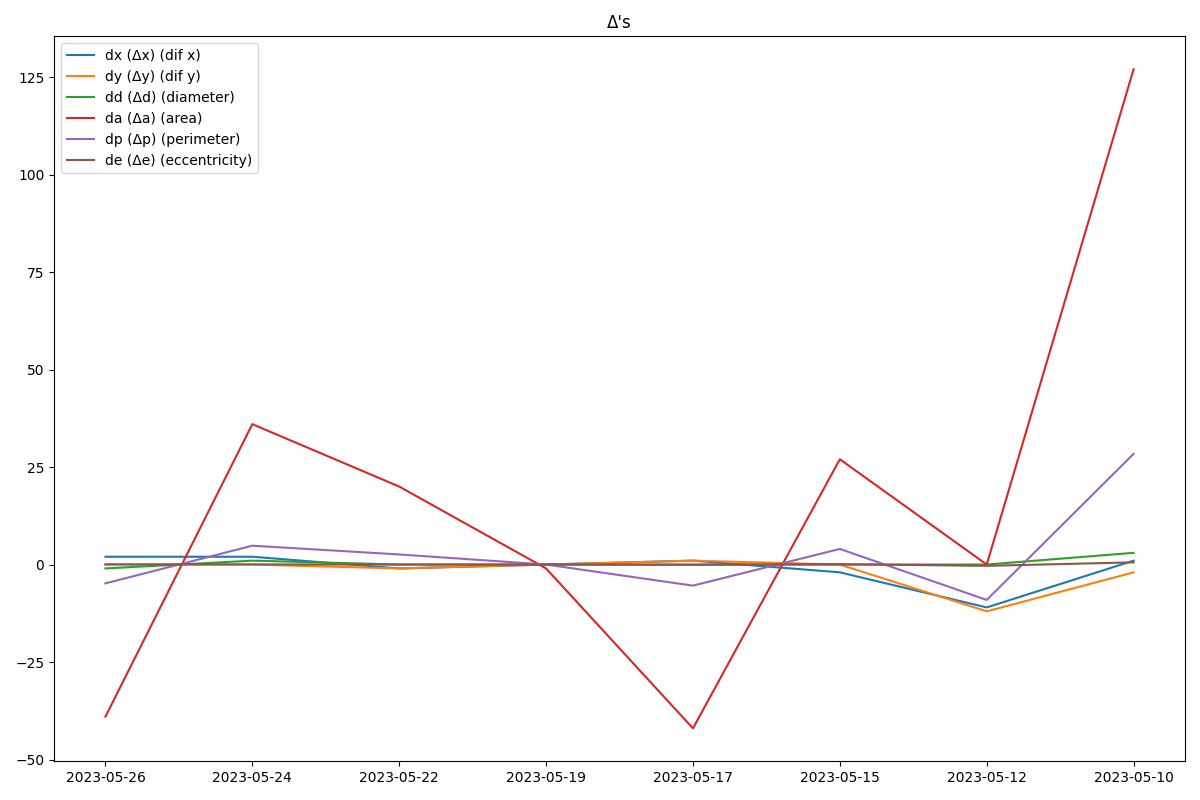 Δ's
dx (Δx) (dif x)
dy (Δy) (dif y)
dd (Δd) (diameter)
da (Δa) (area)
dp (Δp) (perimeter)
de (Δe) (eccentricity)
125
100
75
50
25
0
−25
−50
2023-05-26 2023-05-24 2023-05-22 2023-05-19 2023-05-17 2023-05-15 2023-05-12 2023-05-10